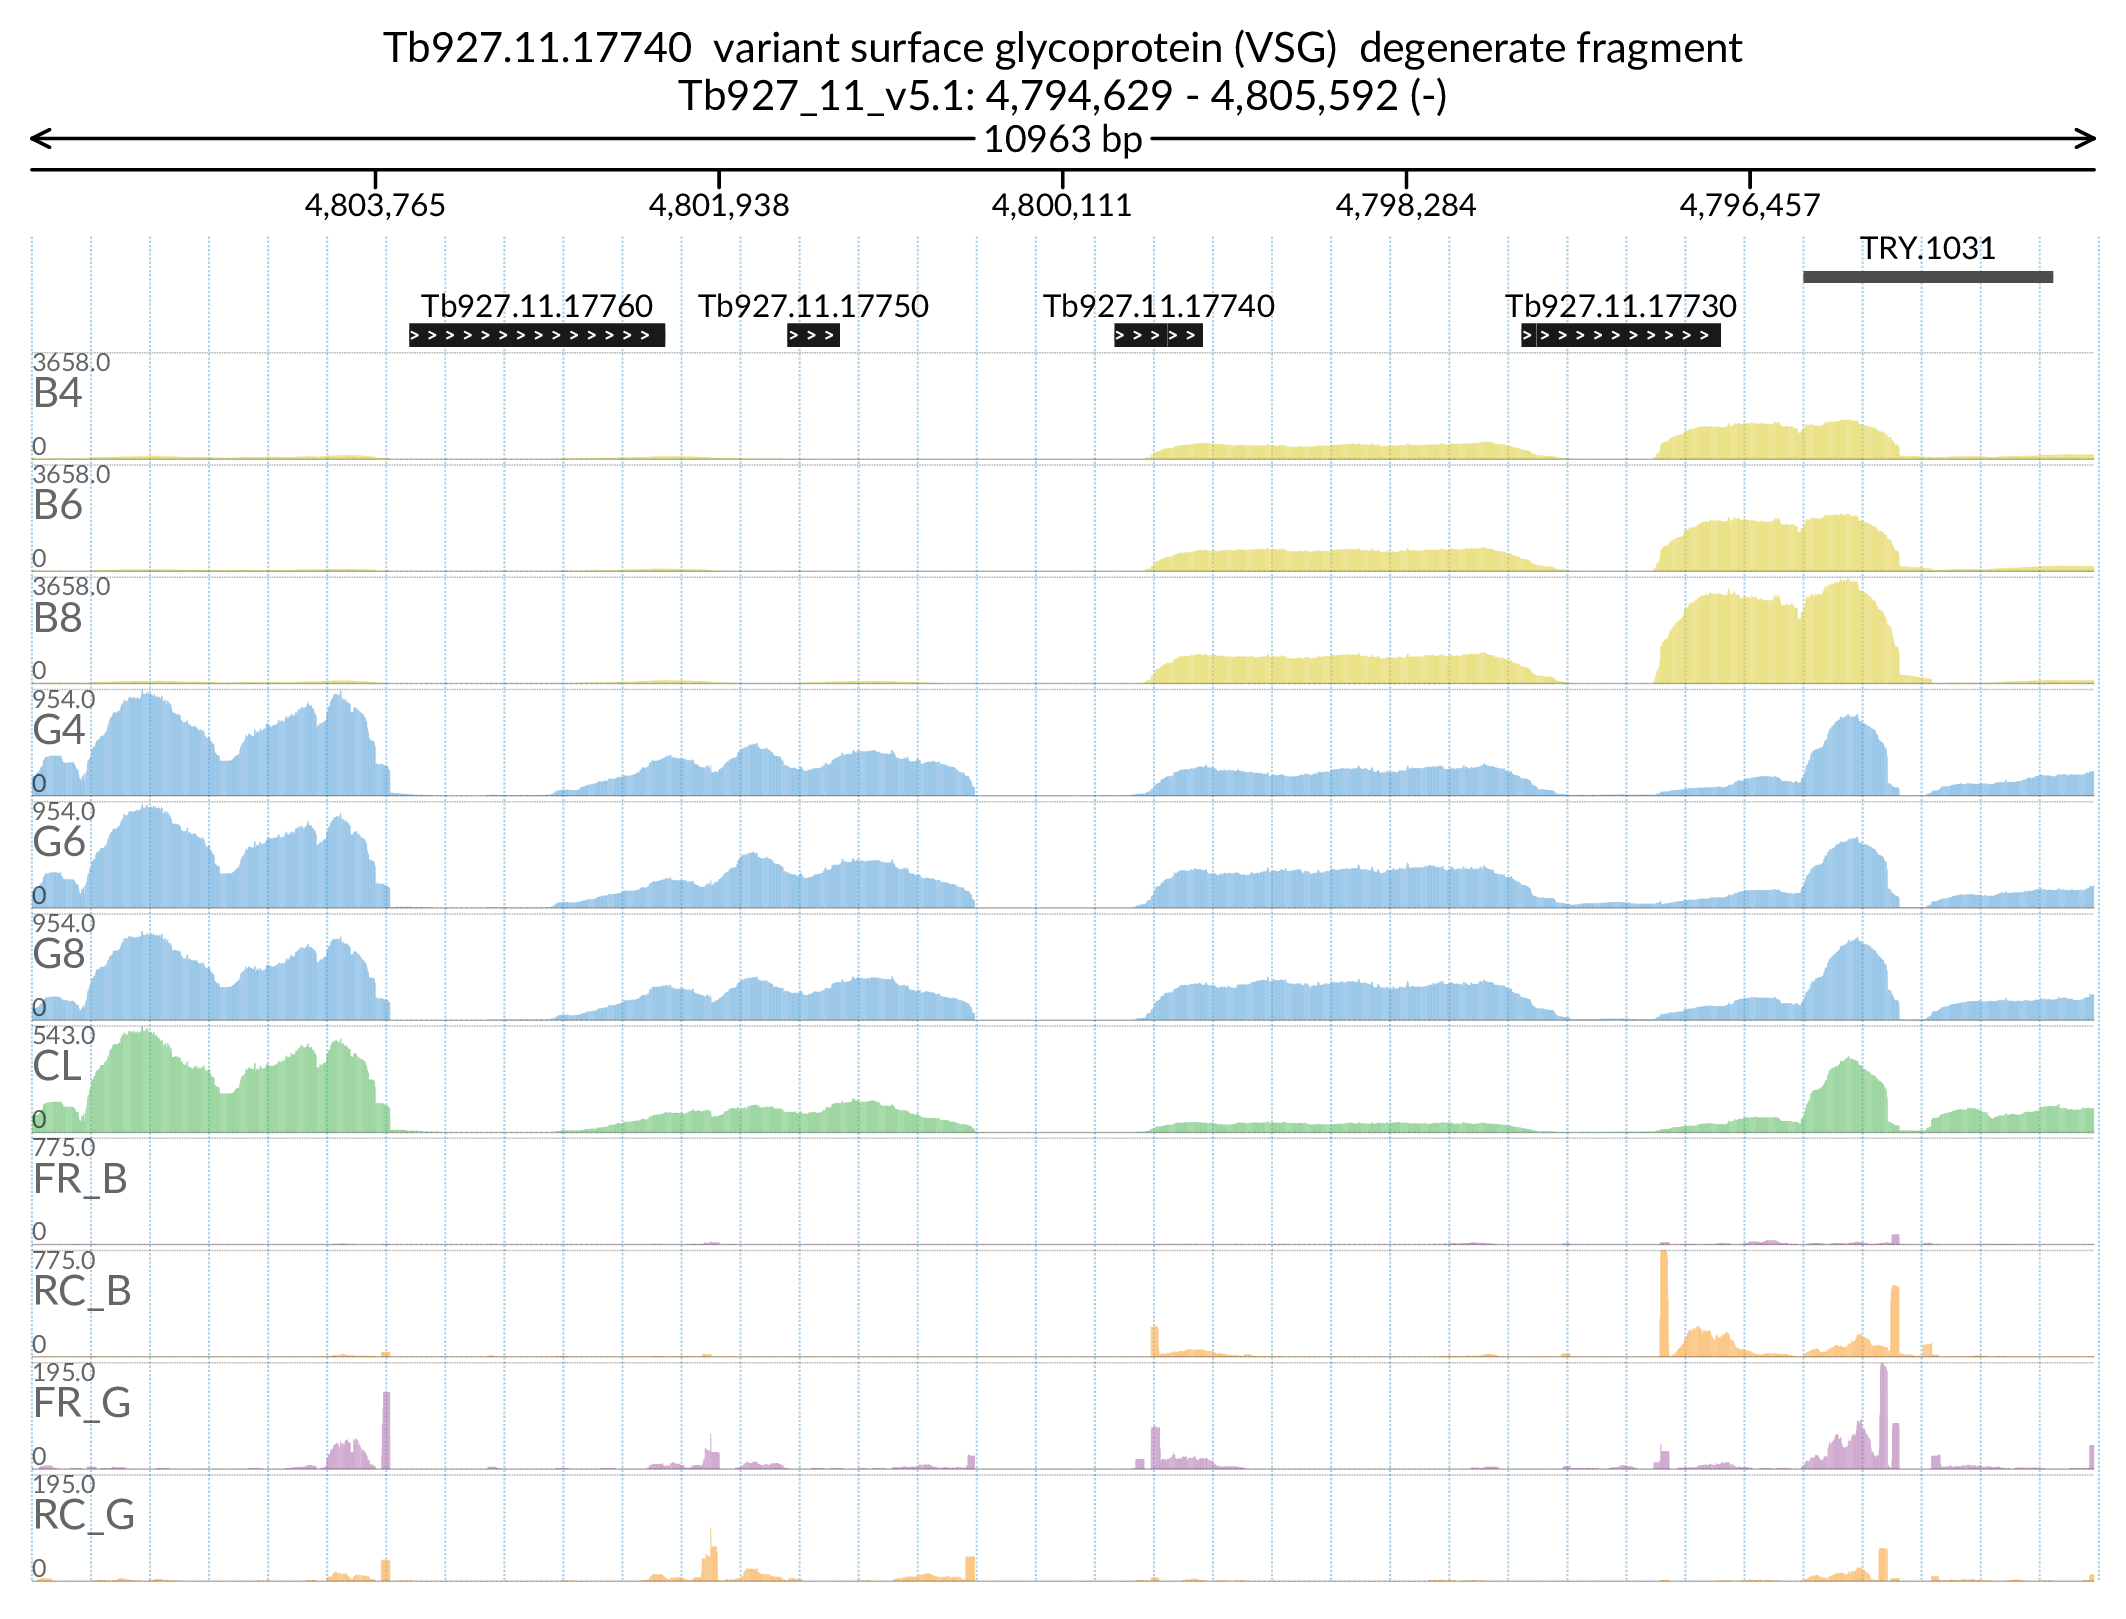 Tb927.11.17740 variant surface glycoprotein (VSG) degenerate fragment
Tb927_11_v5.1: 4,794,629 - 4,805,592 (-)
10963 bp
4,803,765 4,801,938 4,800,111 4,798,284 4,796,457
TRY.1031
Tb927.11.17760 Tb927.11.17750 Tb927.11.17740 Tb927.11.17730
3658.0
B4
0
3658.0
B6
0
3658.0
B8
0
954.0
G4
0
954.0
G6
0
954.0
G8
0
543.0
CL
0
775.0
FR_B
0
775.0
RC_B
0
195.0
FR_G
0
195.0
RC_G
0